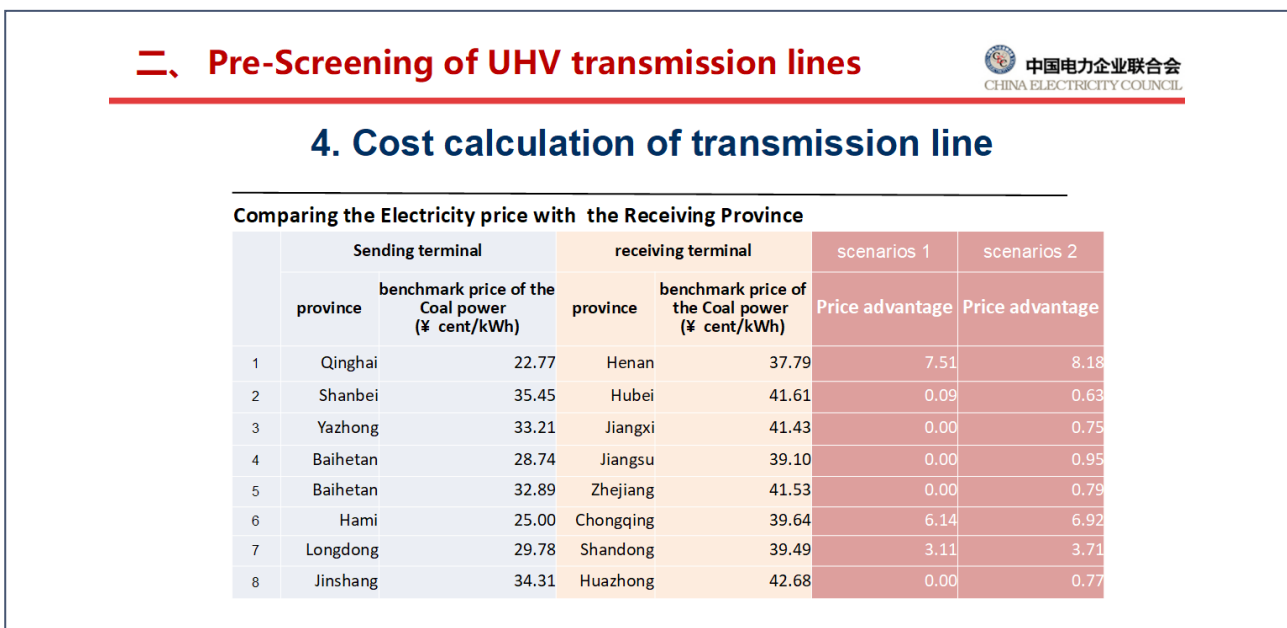 二、 Pre-Screening of UHV transmission lines
中国电力企业联合会
CHINA ELECTRICITY COUNCIL
4. Cost calculation of transmission line
Comparing the Electricity price with the Receiving Province
Sending terminal receiving terminal scenarios 1 scenarios 2
province benchmark price of the Coal power (¥ cent/kWh) province benchmark price of the Coal power (¥ cent/kWh) Price advantage Price advantage
1 Qinghai 22.77 Henan 37.79 7.51 8.18
2 Shanbei 35.45 Hubei 41.61 0.09 0.63
3 Yazhong 33.21 Jiangxi 41.43 0.00 0.75
4 Baihetan 28.74 Jiangsu 39.10 0.00 0.95
5 Baihetan 32.89 Zhejiang 41.53 0.00 0.79
6 Hami 25.00 Chongqing 39.64 6.14 6.92
7 Longdong 29.78 Shandong 39.49 3.11 3.71
8 Jinshang 34.31 Huazhong 42.68 0.00 0.77